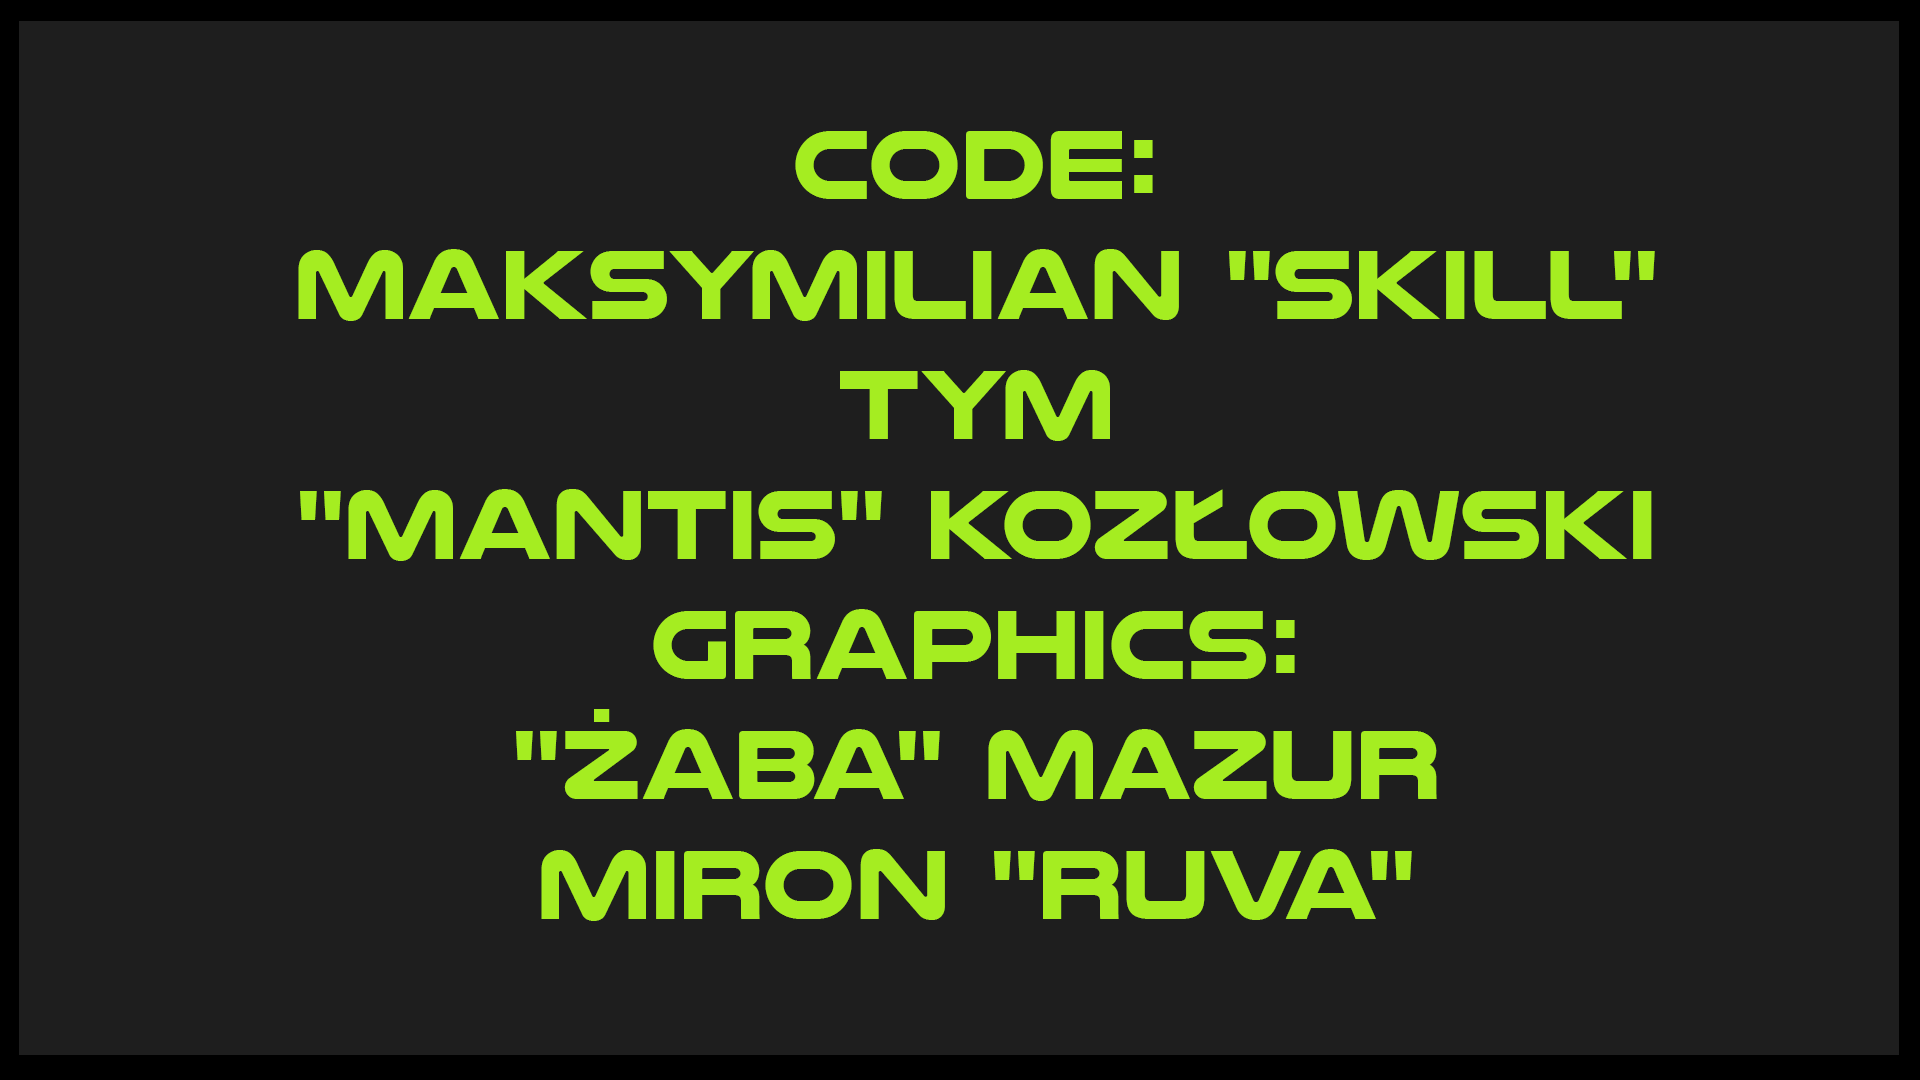 CODE:
MAKSYMILIAN "SKILL"
TYM
"MANTIS" KOZŁOWSKI
GRAPHICS:
"ŻABA" MAZUR
MIRON "RUVA"